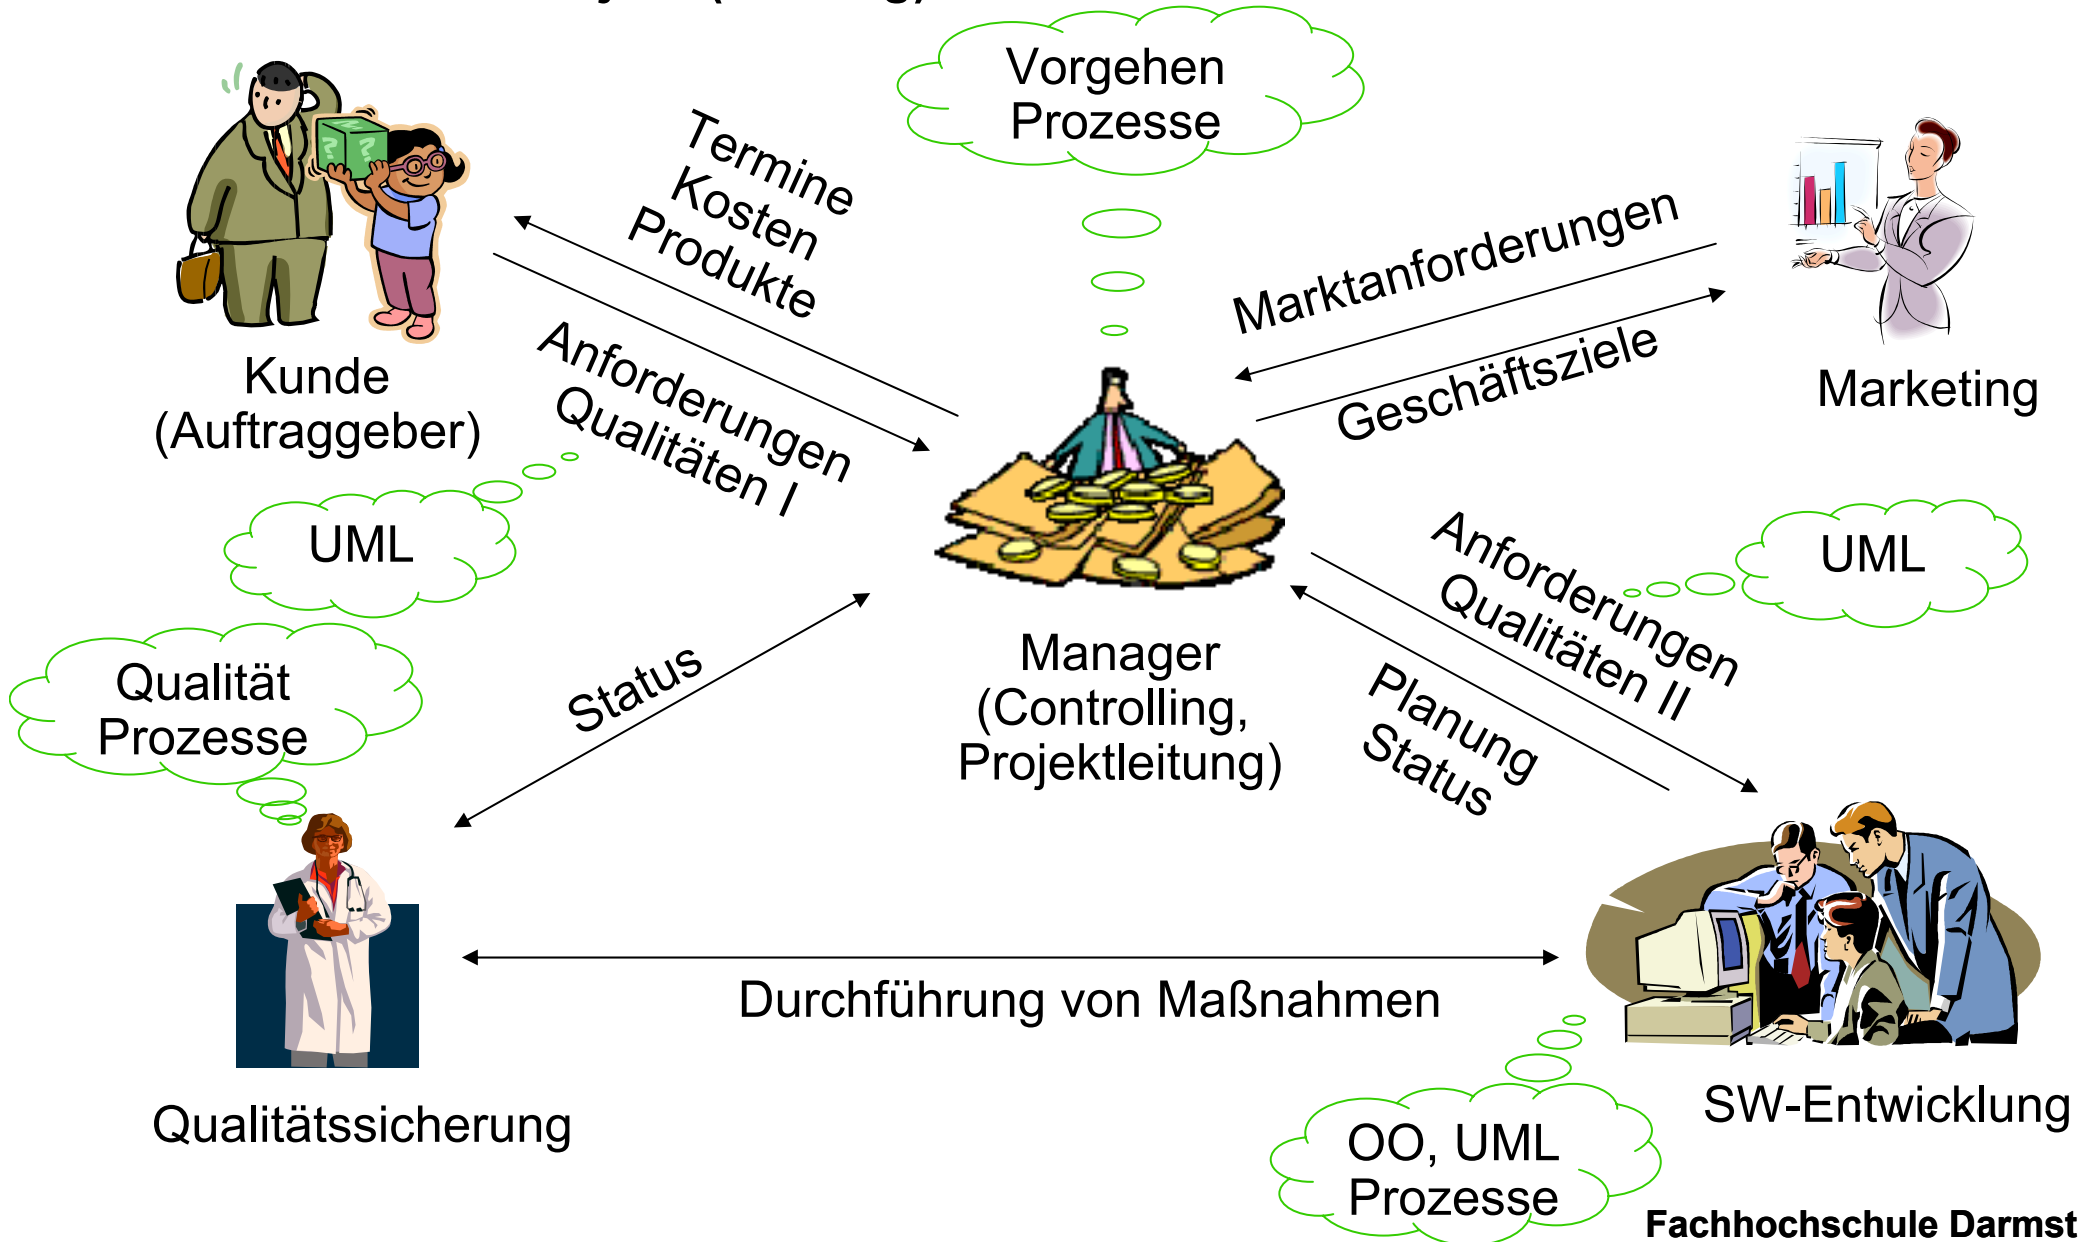 Vorgehen
Prozesse
Termine
Kosten
Produkte
Marktanforderungen
Geschäftsziele
Kunde
(Auftraggeber)
Anforderungen
Qualitäten I
Marketing
UML
Anforderungen
Qualitäten II
UML
Qualität
Prozesse
Status
Manager
(Controlling,
Projektleitung)
Planung
Status
Durchführung von Maßnahmen
Qualitätssicherung
SW-Entwicklung
OO, UML
Prozesse
Fachhochschule Darmst